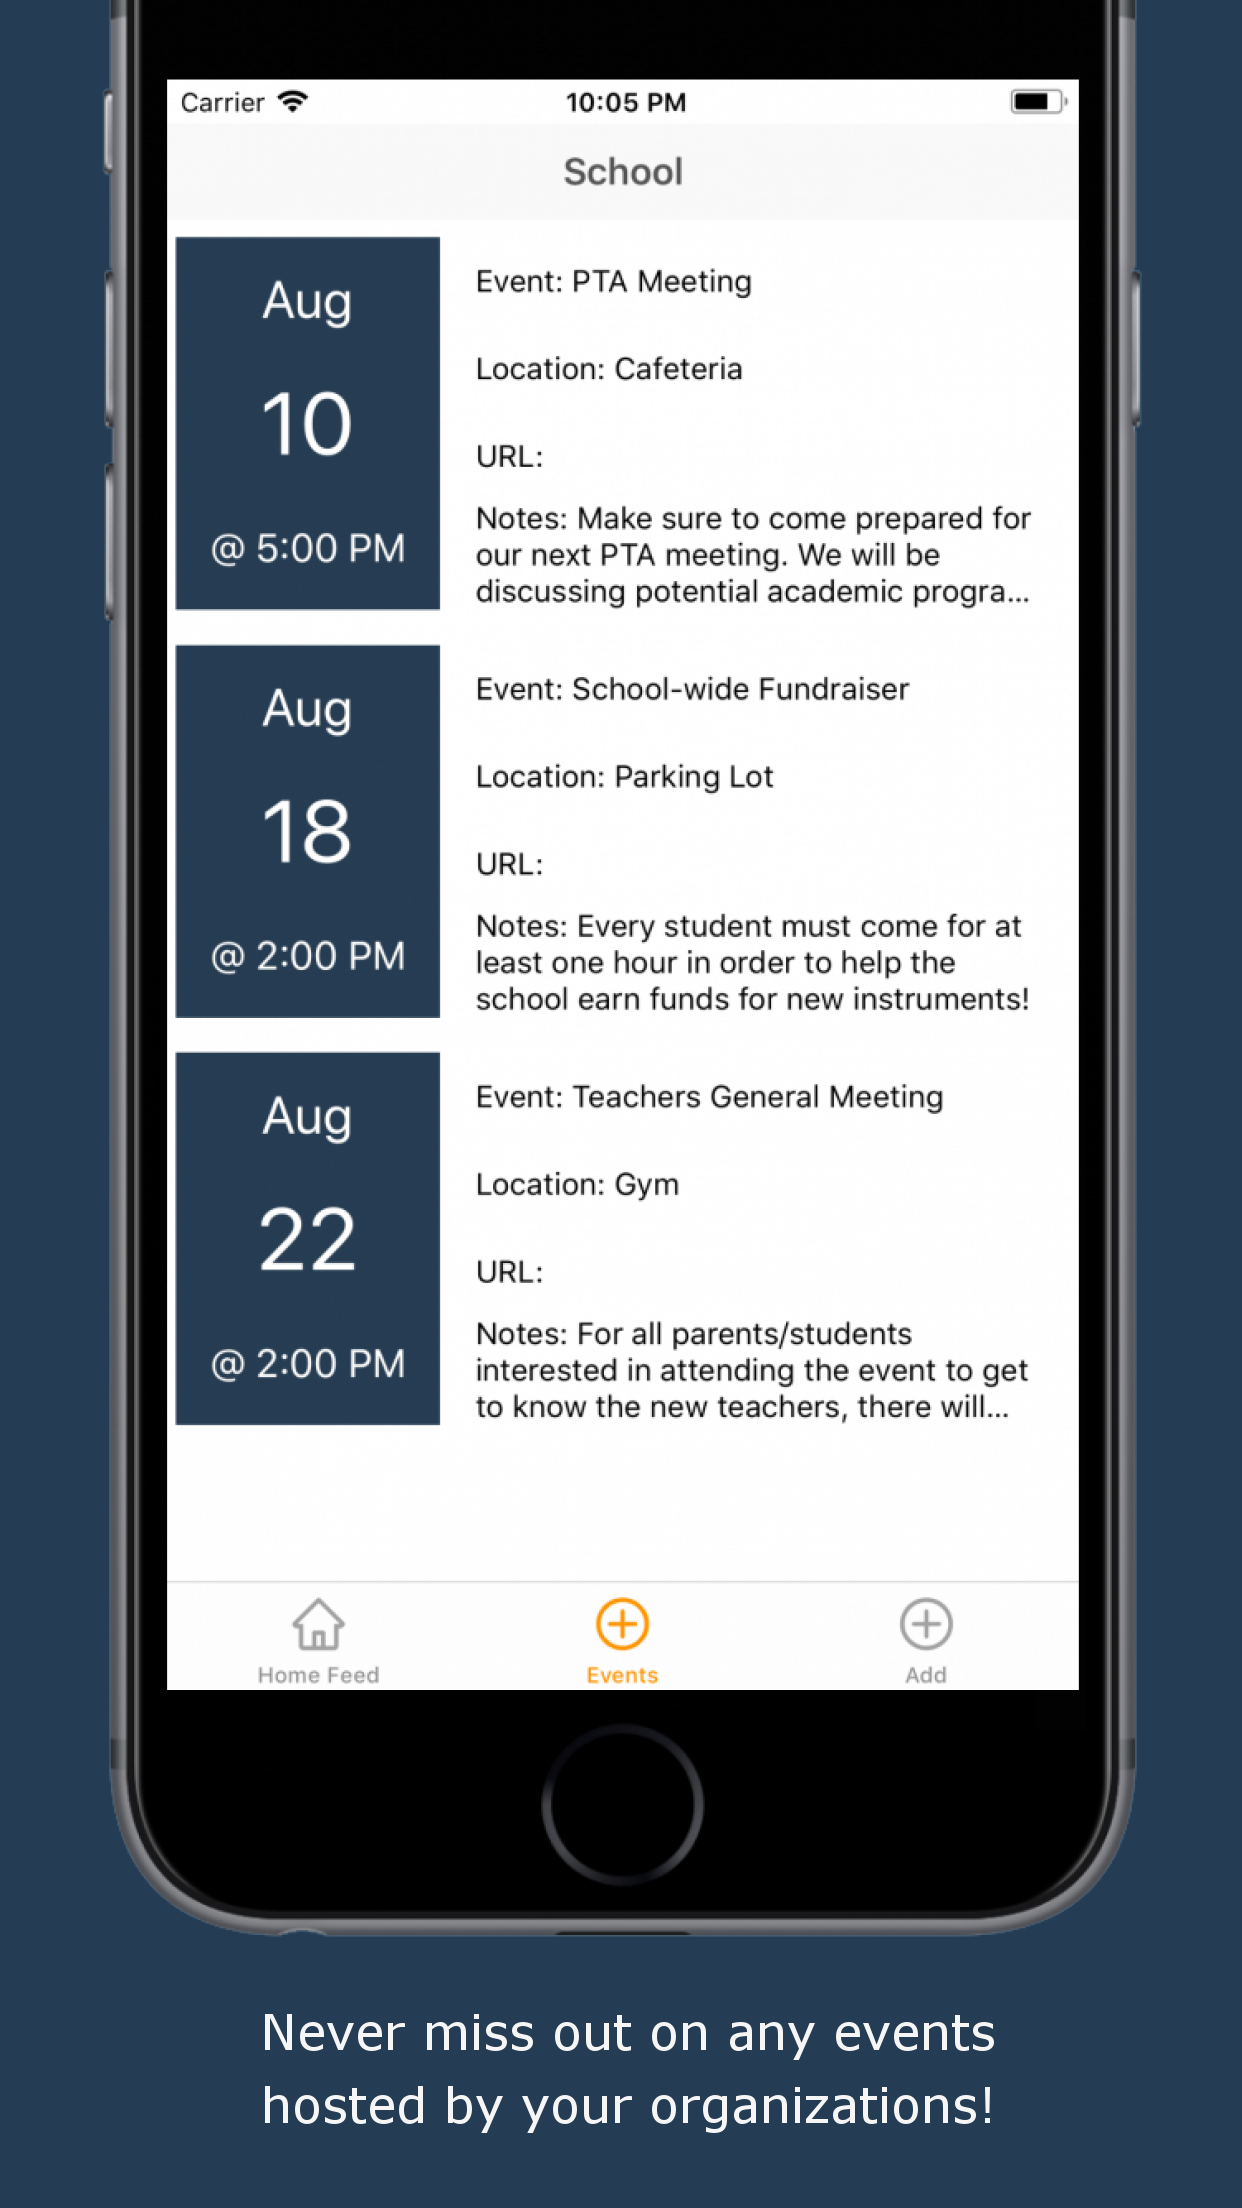 Carrier 10:05 PM
School
Aug
10
@ 5:00 PM
Event: PTA Meeting
Location: Cafeteria
URL:
Notes: Make sure to come prepared for
our next PTA meeting. We will be
discussing potential academic progra...
Aug
18
@ 2:00 PM
Event: School-wide Fundraiser
Location: Parking Lot
URL:
Notes: Every student must come for at
least one hour in order to help the
school earn funds for new instruments!
Aug
22
@ 2:00 PM
Event: Teachers General Meeting
Location: Gym
URL:
Notes: For all parents/students
interested in attending the event to get
to know the new teachers, there will...
Home Feed Events Add
Never miss out on any events
hosted by your organizations!